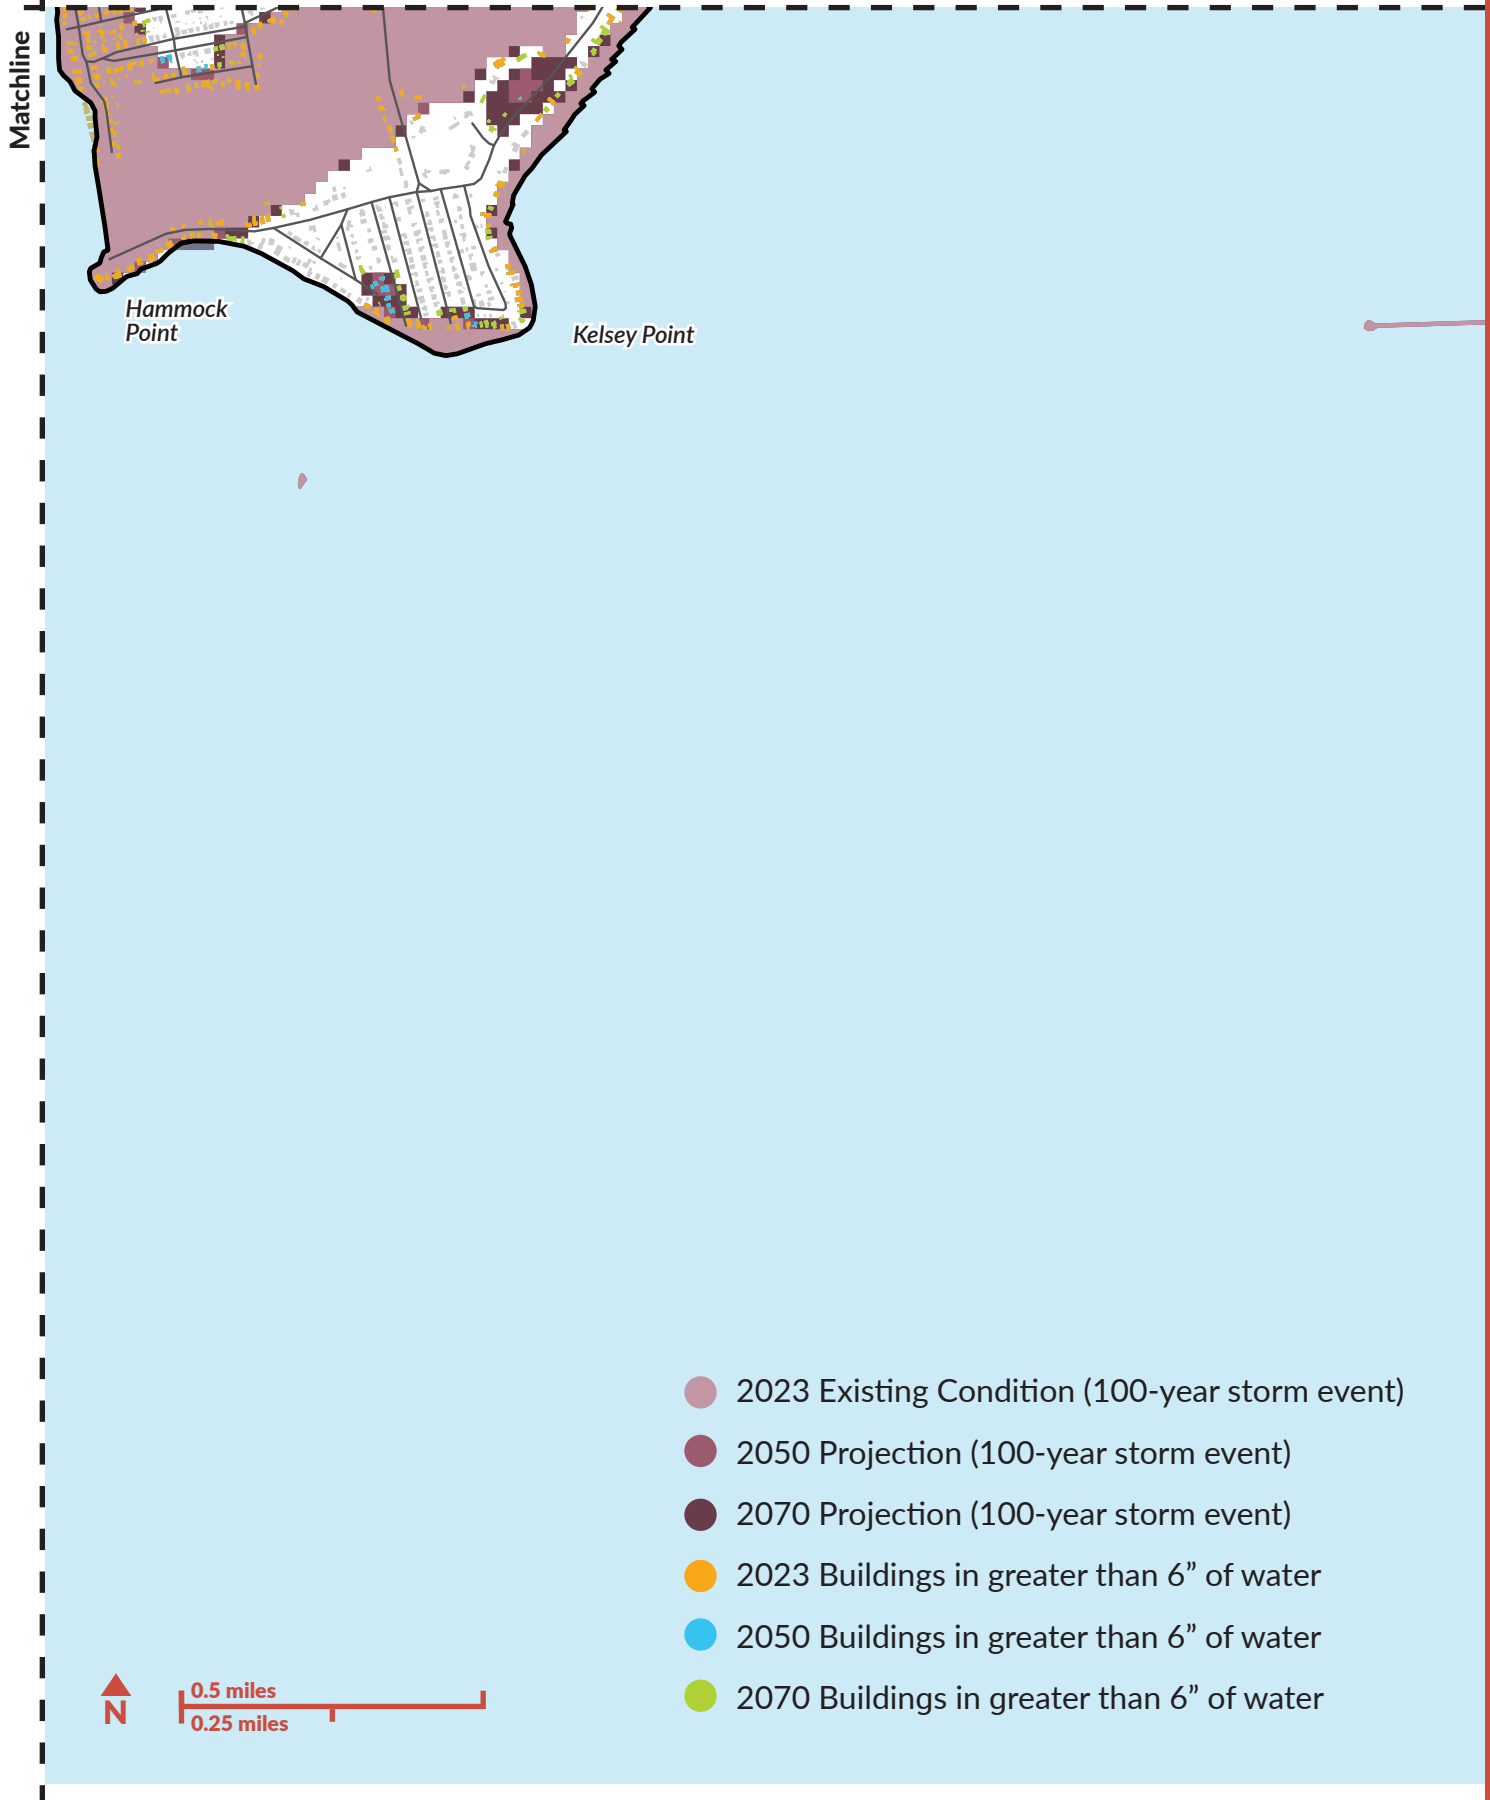 Matchline
Hammock
Point
Kelsey Point
2023 Existing Condition (100-year storm event)
2050 Projection (100-year storm event)
2070 Projection (100-year storm event)
2023 Buildings in greater than 6” of water
2050 Buildings in greater than 6” of water
2070 Buildings in greater than 6” of water
N
0.5 miles
0.25 miles